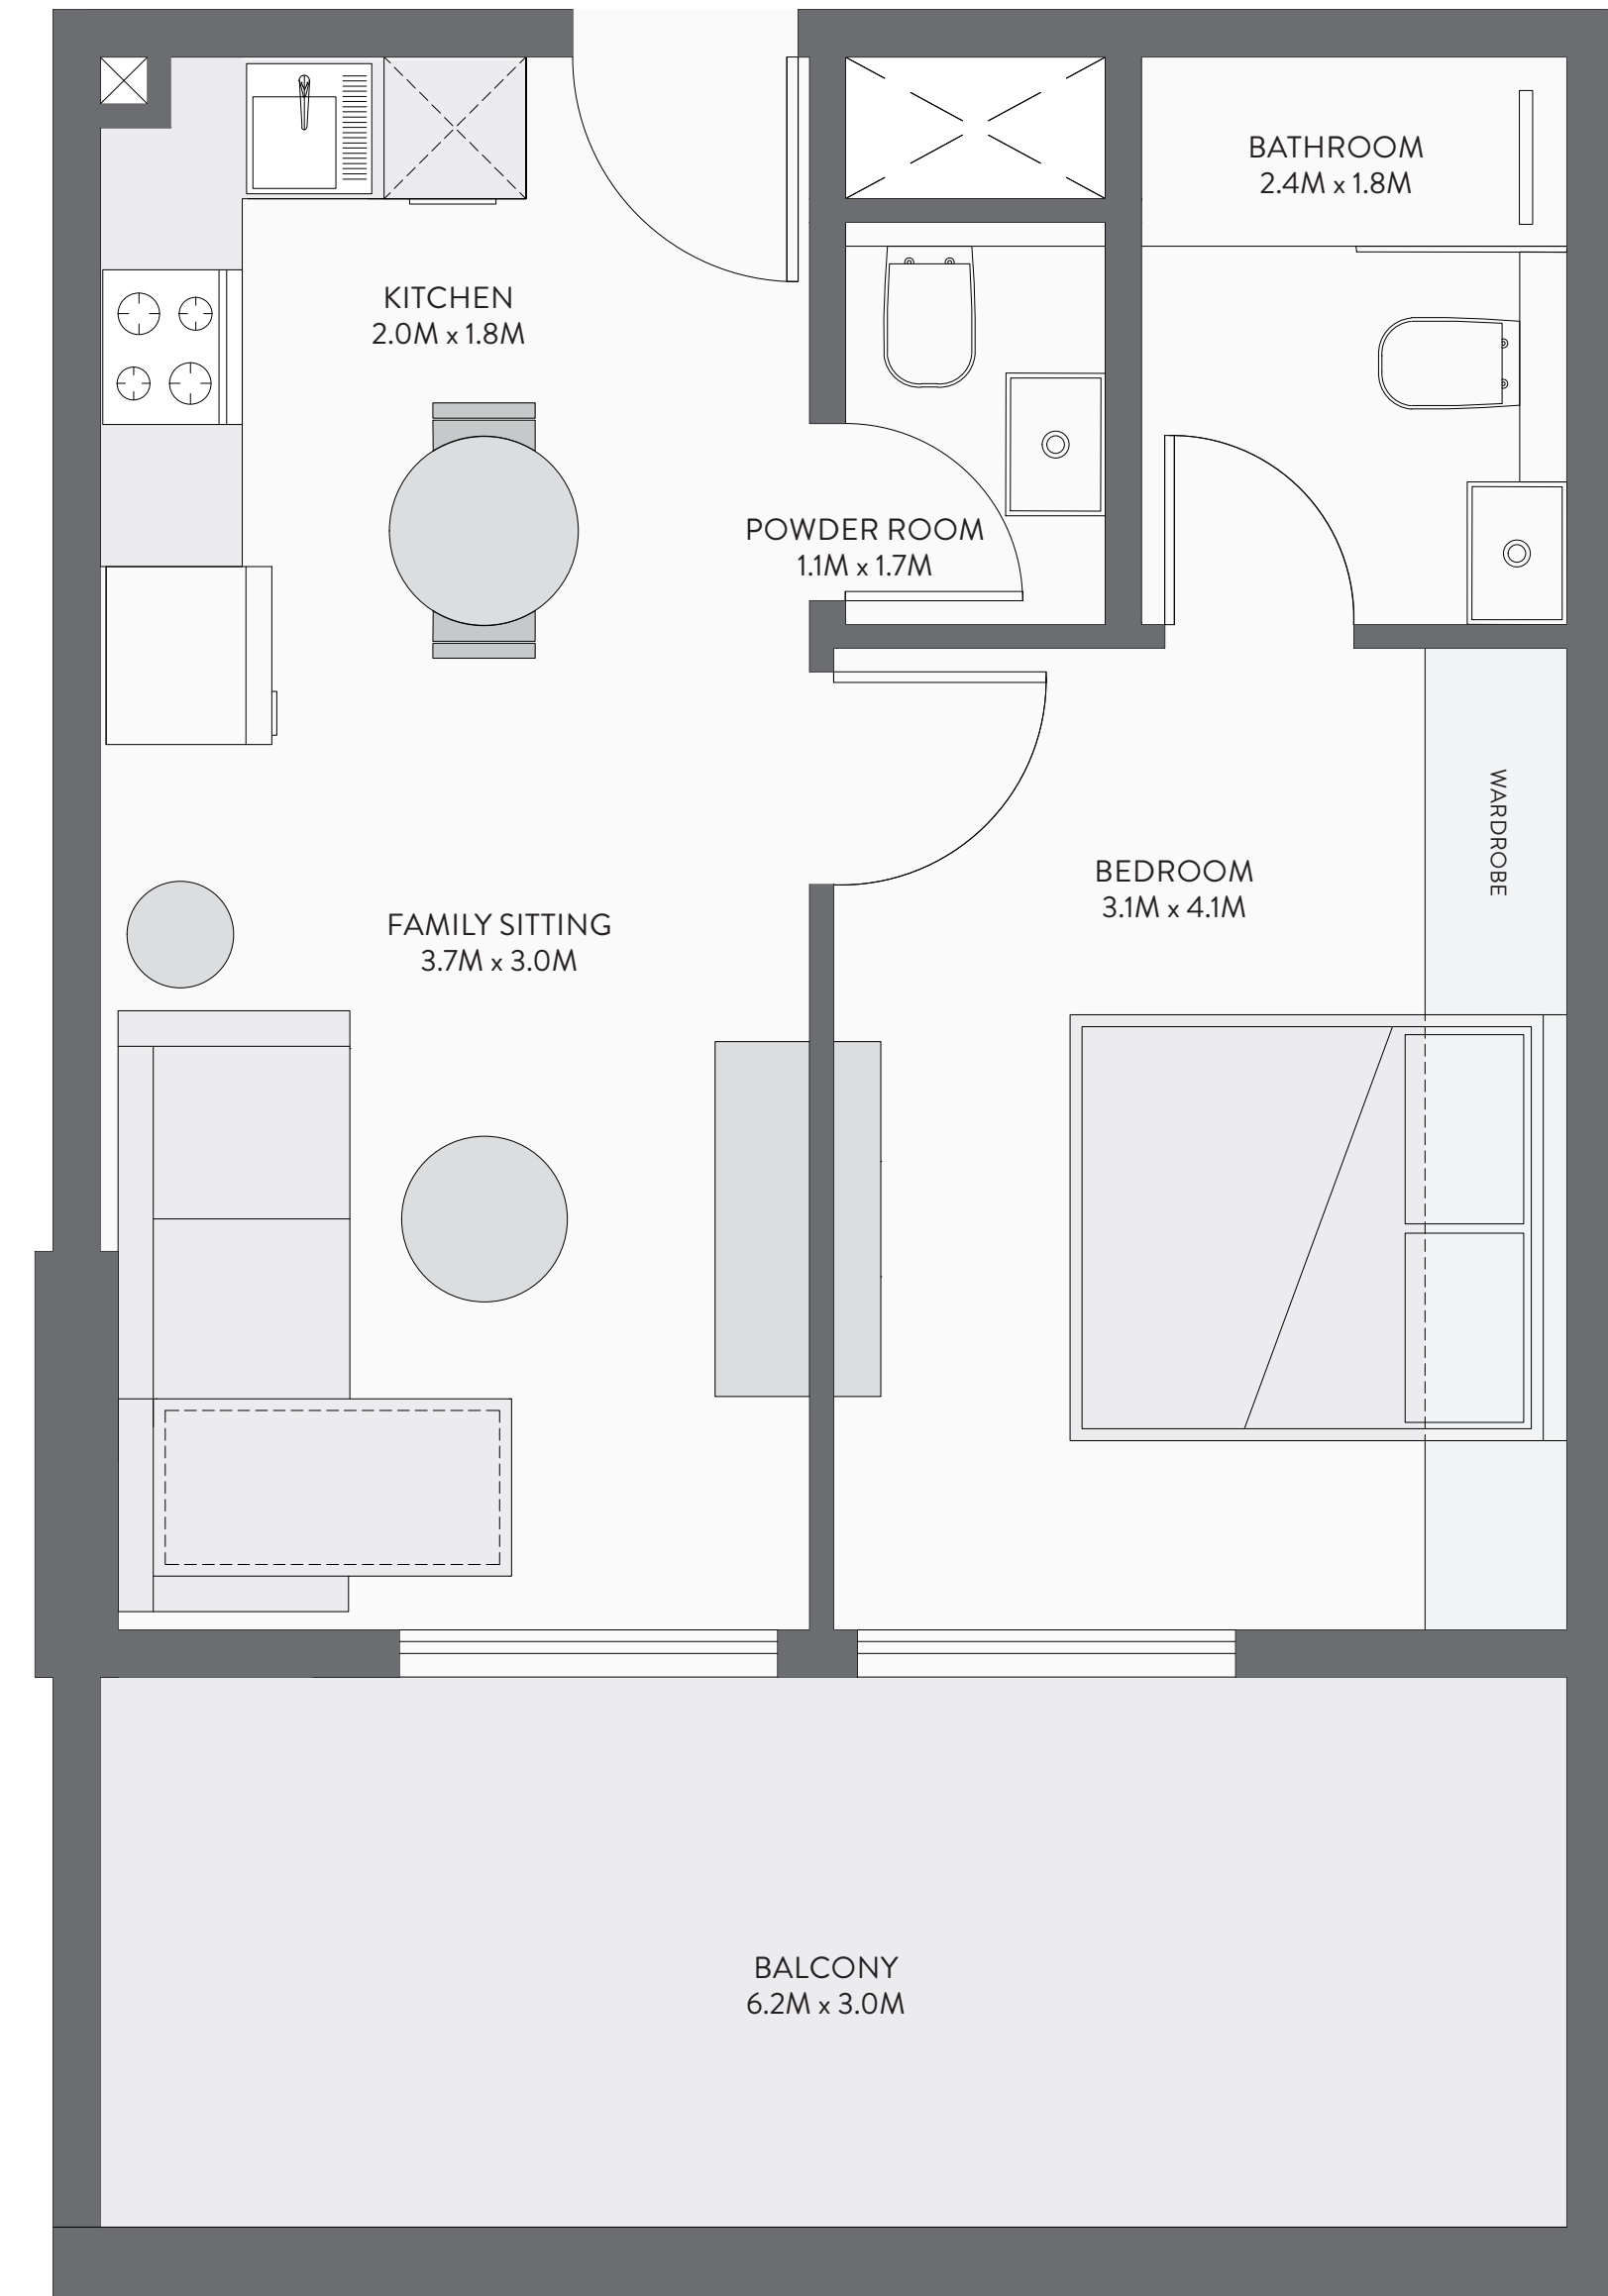 BATHROOM
2.4M x 1.8M
KITCHEN
2.0M x 1.8M
POWDER ROOM
1.1M x 1.7M
WARDROBE
BEDROOM
3.1M x 4.1M
FAMILY SITTING
3.7M x 3.0M
BALCONY
6.2M x 3.0M